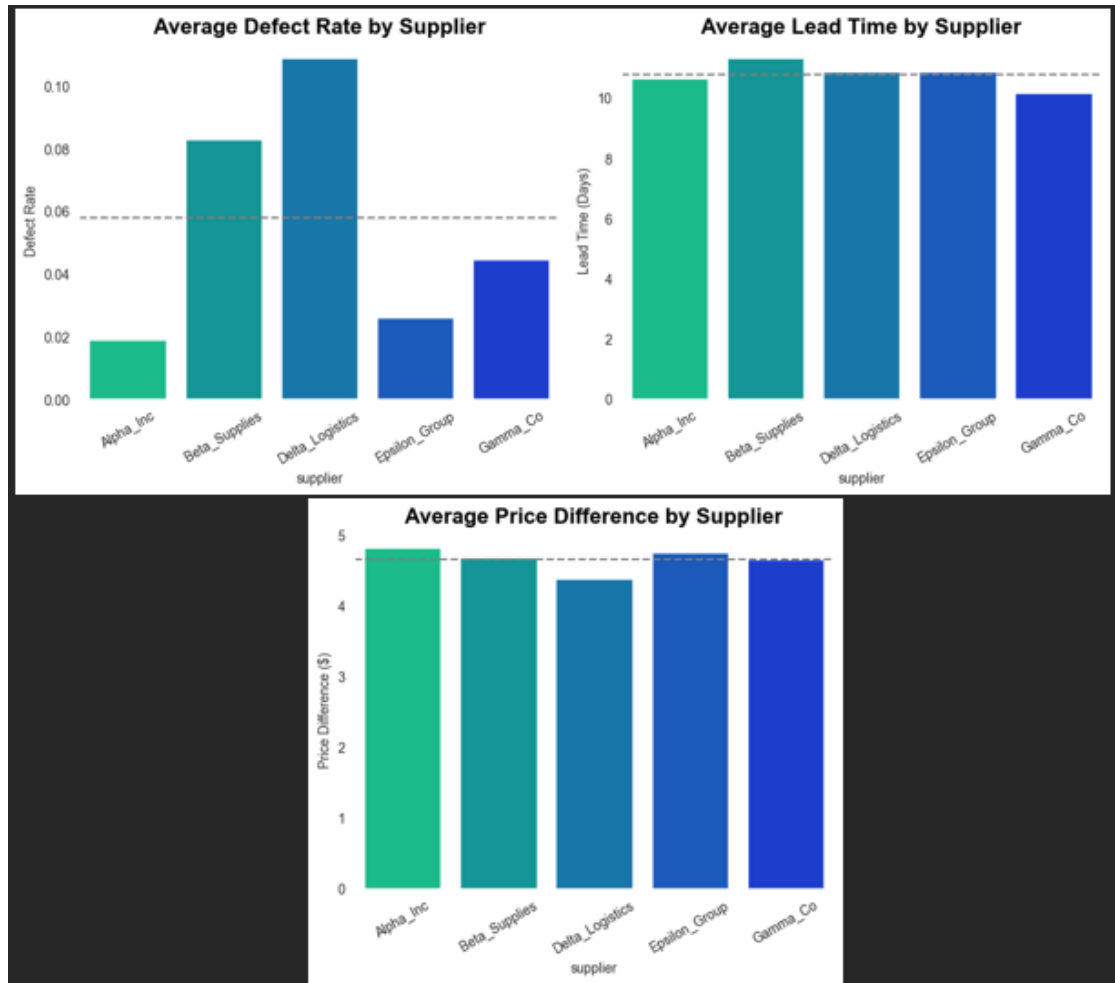 Average Defect Rate by Supplier
Defect Rate
0.10
0.08
0.06
0.04
0.02
0.00
Alpha_Inc
Beta_Supplies
Delta_Logistics
Epsilon_Group
Gamma_Co
supplier
Average Lead Time by Supplier
Lead Time (Days)
10
8
6
4
2
0
Alpha_Inc
Beta_Supplies
Delta_Logistics
Epsilon_Group
Gamma_Co
supplier
Average Price Difference by Supplier
Price Difference ($)
5
4
3
2
1
0
Alpha_Inc
Beta_Supplies
Delta_Logistics
Epsilon_Group
Gamma_Co
supplier